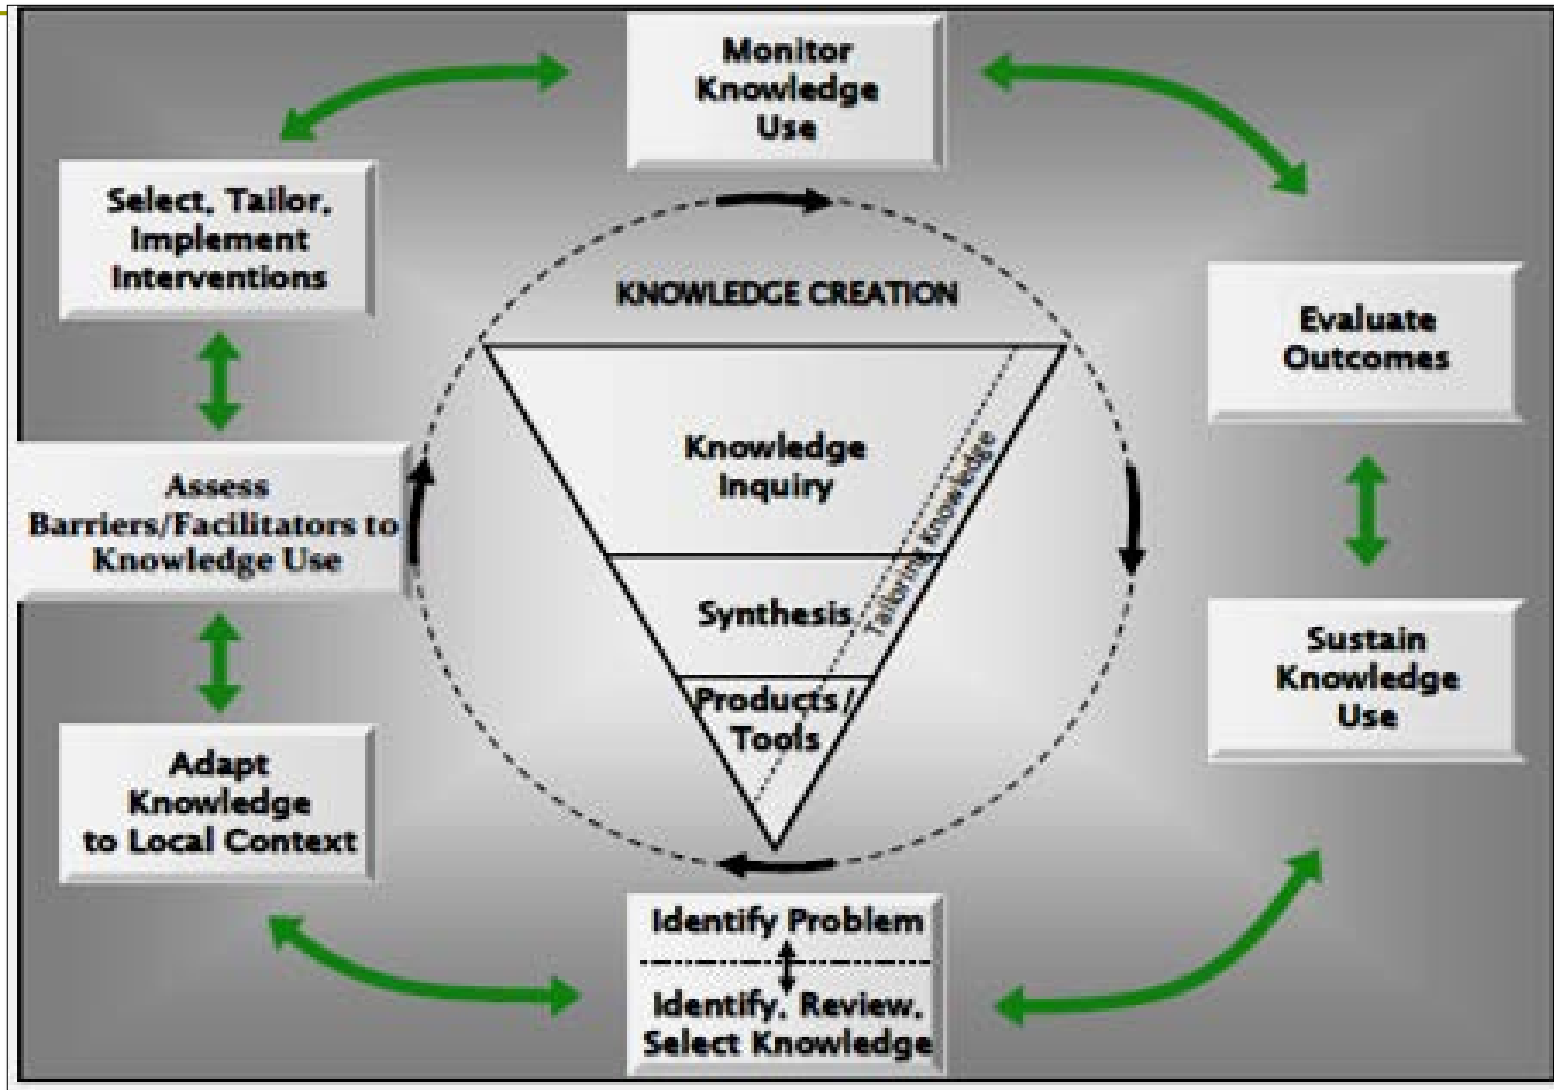 Monitor
Knowledge
Use
Select, Tailor,
Implement
Interventions
KNOWLEDGE CREATION
Evaluate
Outcomes
Knowledge
Inquiry
Tailoring Knowledge
Assess
Barriers/Facilitators to
Knowledge Use
Synthesis
Sustain
Knowledge
Use
Products/
Tools
Adapt
Knowledge
to Local Context
Identify Problem
Identify, Review,
Select Knowledge